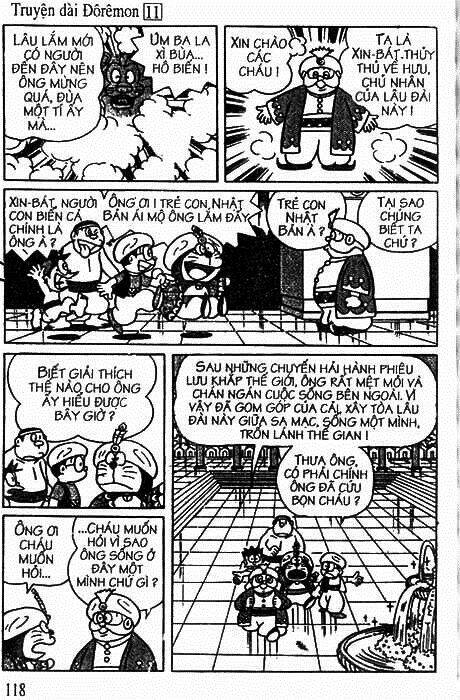 Truyện dài Đôrêmon 11
LÂU LẮM MỚI
CÓ NGƯỜI
ĐẾN ĐÂY NÊN
ÔNG MỪNG
QUÁ, ĐÙA
MỘT TÍ ẤY
MÀ...
ÚM BA LA
XÌ BÙA...
HÔ BIẾN !
XIN CHÀO
CÁC
CHÁU !
TA LÀ
XIN-BÁT. THỦY
THỦ VỀ HƯU,
CHỦ NHÂN
CỦA LÂU ĐÀI
NÀY !
XIN-BÁT, NGƯỜI
CON BIỂN CẢ
CHÍNH LÀ
ÔNG À ?
ÔNG ƠI ! TRẺ CON NHẬT
BẢN ÁI MỘ ÔNG LẮM ĐẤY
TRẺ CON
NHẬT
BẢN À ?
TẠI SAO
CHÚNG
BIẾT TA
CHỨ ?
BIẾT GIẢI THÍCH
THẾ NÀO CHO ÔNG
ẤY HIỂU ĐƯỢC
BÂY GIỜ ?
SAU NHỮNG CHUYẾN HẢI HÀNH PHIÊU
LƯU KHẮP THẾ GIỚI, ÔNG RẤT MỆT MỎI VÀ
CHÁN NGÁN CUỘC SỐNG BÊN NGOÀI. VÌ
VẬY ĐÃ GOM GÓP CỦA CẢI, XÂY TÒA LÂU
ĐÀI NÀY GIỮA SA MẠC, SỐNG MỘT MÌNH,
TRỐN LÁNH THẾ GIAN !
THƯA ÔNG,
CÓ PHẢI CHÍNH
ÔNG ĐÃ CỨU
BỌN CHÁU ?
ÔNG ƠI
CHÁU
MUỐN
HỎI...
...CHÁU MUỐN
HỎI VÌ SAO
ÔNG SỐNG Ở
ĐÂY MỘT
MÌNH CHỨ GÌ ?
118